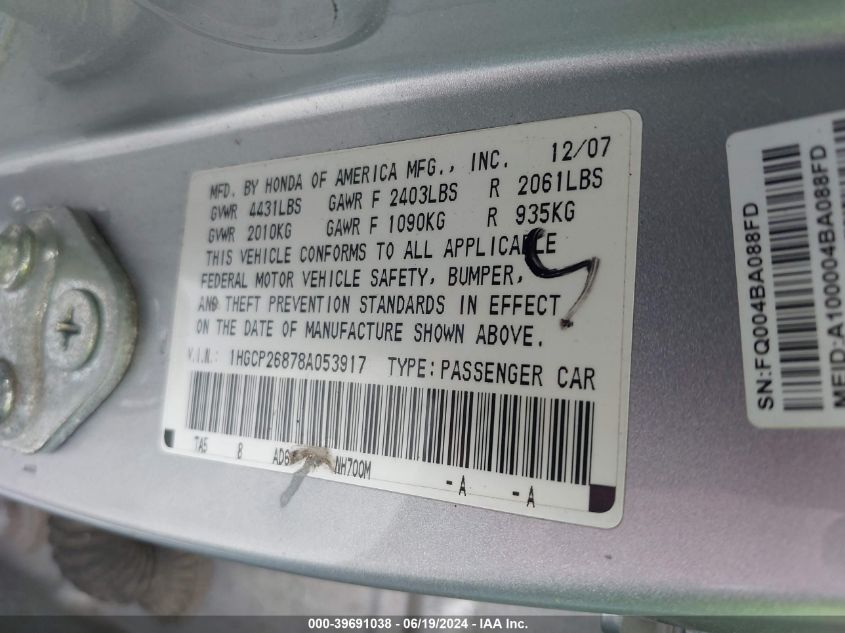 MFD. BY HONDA OF AMERICA MFG., INC. 12/07
GVWR 4431LBS GAWR F 2403LBS R 2061LBS
GVWR 2010KG GAWR F 1090KG R 935KG
THIS VEHICLE CONFORMS TO ALL APPLICABLE
FEDERAL MOTOR VEHICLE SAFETY, BUMPER,
AND THEFT PREVENTION STANDARDS IN EFFECT
ON THE DATE OF MANUFACTURE SHOWN ABOVE.
V.I.N.: 1HGCP26878A053917 TYPE: PASSENGER CAR
TA5 B NH700M -A -A
SN:FQ004BA088FD
MEID:A100004BA088FD
000-39691038 - 06/19/2024 - IAA Inc.